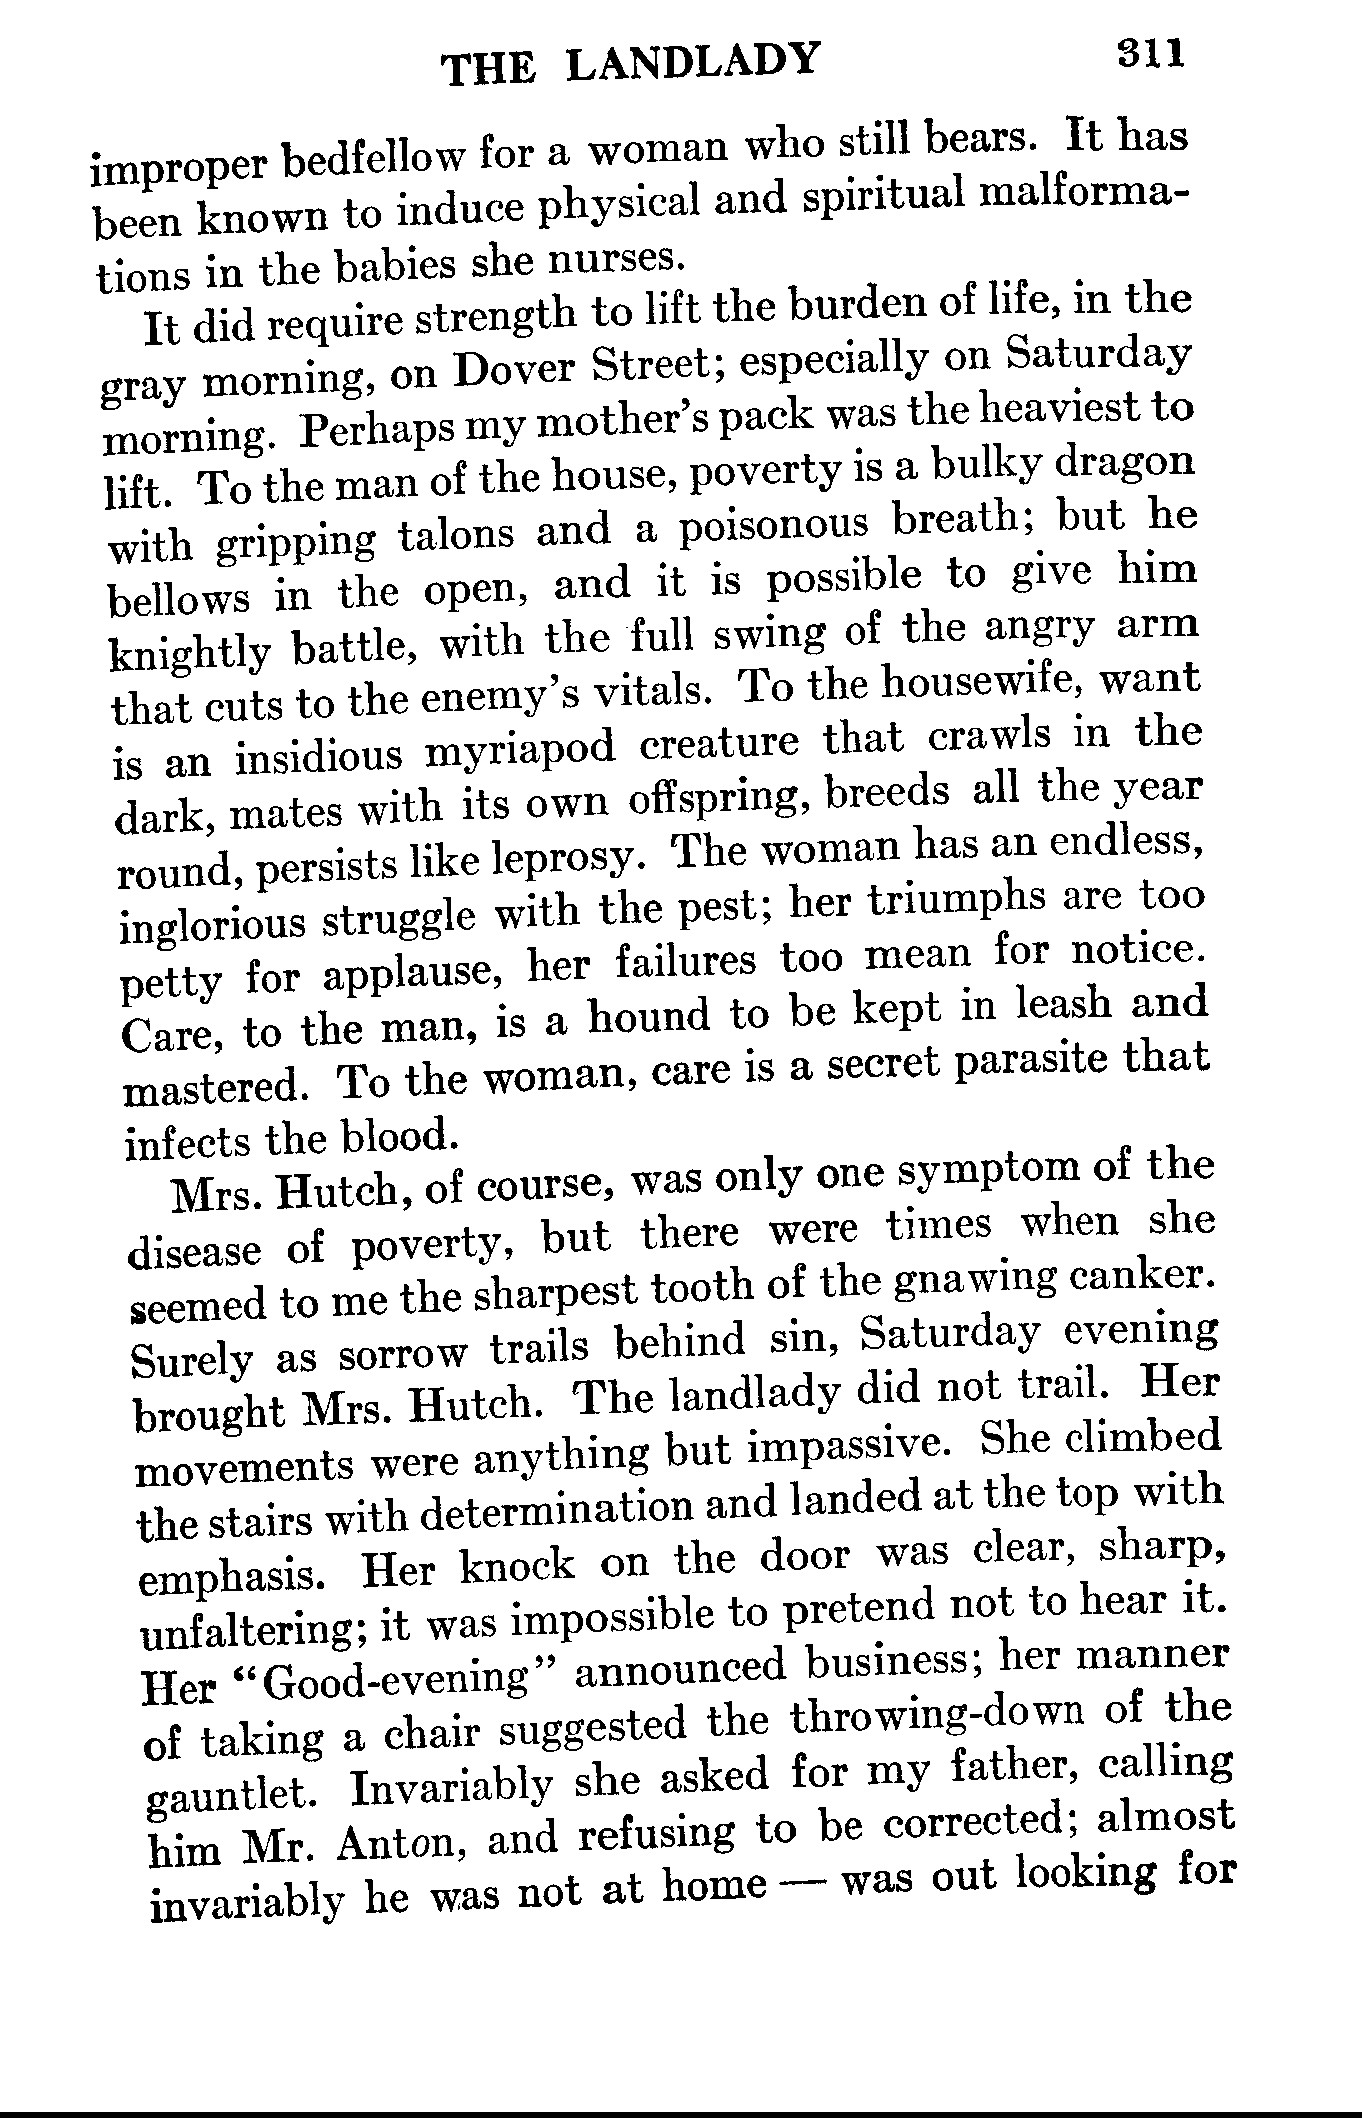 THE LANDLADY 311
improper bedfellow for a woman who still bears. It has
been known to induce physical and spiritual malforma-
tions in the babies she nurses.
It did require strength to lift the burden of life, in the
gray morning, on Dover Street; especially on Saturday
morning. Perhaps my mother's pack was the heaviest to
lift. To the man of the house, poverty is a bulky dragon
with gripping talons and a poisonous breath; but he
bellows in the open, and it is possible to give him
knightly battle, with the full swing of the angry arm
that cuts to the enemy's vitals. To the housewife, want
is an insidious myriapod creature that crawls in the
dark, mates with its own offspring, breeds all the year
round, persists like leprosy. The woman has an endless,
inglorious struggle with the pest; her triumphs are too
petty for applause, her failures too mean for notice.
Care, to the man, is a hound to be kept in leash and
mastered. To the woman, care is a secret parasite that
infects the blood.
Mrs. Hutch, of course, was only one symptom of the
disease of poverty, but there were times when she
seemed to me the sharpest tooth of the gnawing canker.
Surely as sorrow trails behind sin, Saturday evening
brought Mrs. Hutch. The landlady did not trail. Her
movements were anything but impassive. She climbed
the stairs with determination and landed at the top with
emphasis. Her knock on the door was clear, sharp,
unfaltering; it was impossible to pretend not to hear it.
Her "Good-evening" announced business; her manner
of taking a chair suggested the throwing-down of the
gauntlet. Invariably she asked for my father, calling
him Mr. Anton, and refusing to be corrected; almost
invariably he was not at home — was out looking for